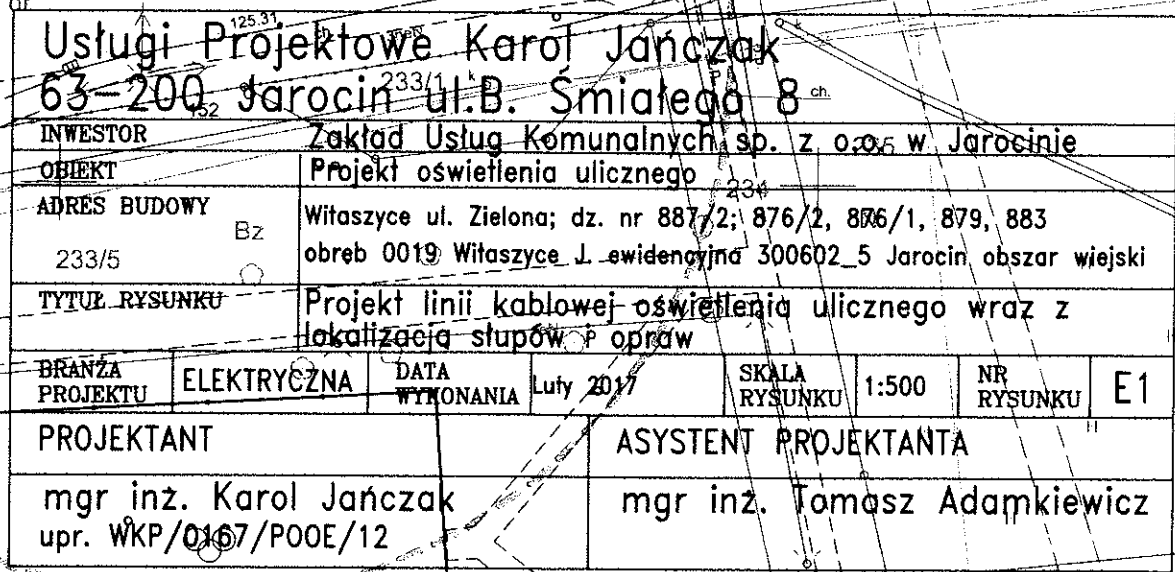 125.31
Usługi Projektowe Karol Jańczak
233/1 k
63-200 Jarocin ul.B. Śmiałego 8 ch.
152
INWESTOR Zakład Usług Komunalnych sp. z o.o. w Jarocinie
OBIEKT Projekt oświetlenia ulicznego
234
ADRES BUDOWY Witaszyce ul. Zielona; dz. nr 887/2; 876/2, 876/1, 879, 883
Bz
233/5 obręb 0019 Witaszyce J. ewidencyjna 300602_5 Jarocin obszar wiejski
TYTUŁ RYSUNKU Projekt linii kablowej oświetlenia ulicznego wraz z
lokalizacją słupów i opraw
BRANŻA PROJEKTU ELEKTRYCZNA DATA WYKONANIA Luty 2017 SKALA RYSUNKU 1:500 NR RYSUNKU E1
PROJEKTANT ASYSTENT PROJEKTANTA
mgr inż. Karol Jańczak mgr inż. Tomasz Adamkiewicz
upr. WKP/0167/POOE/12